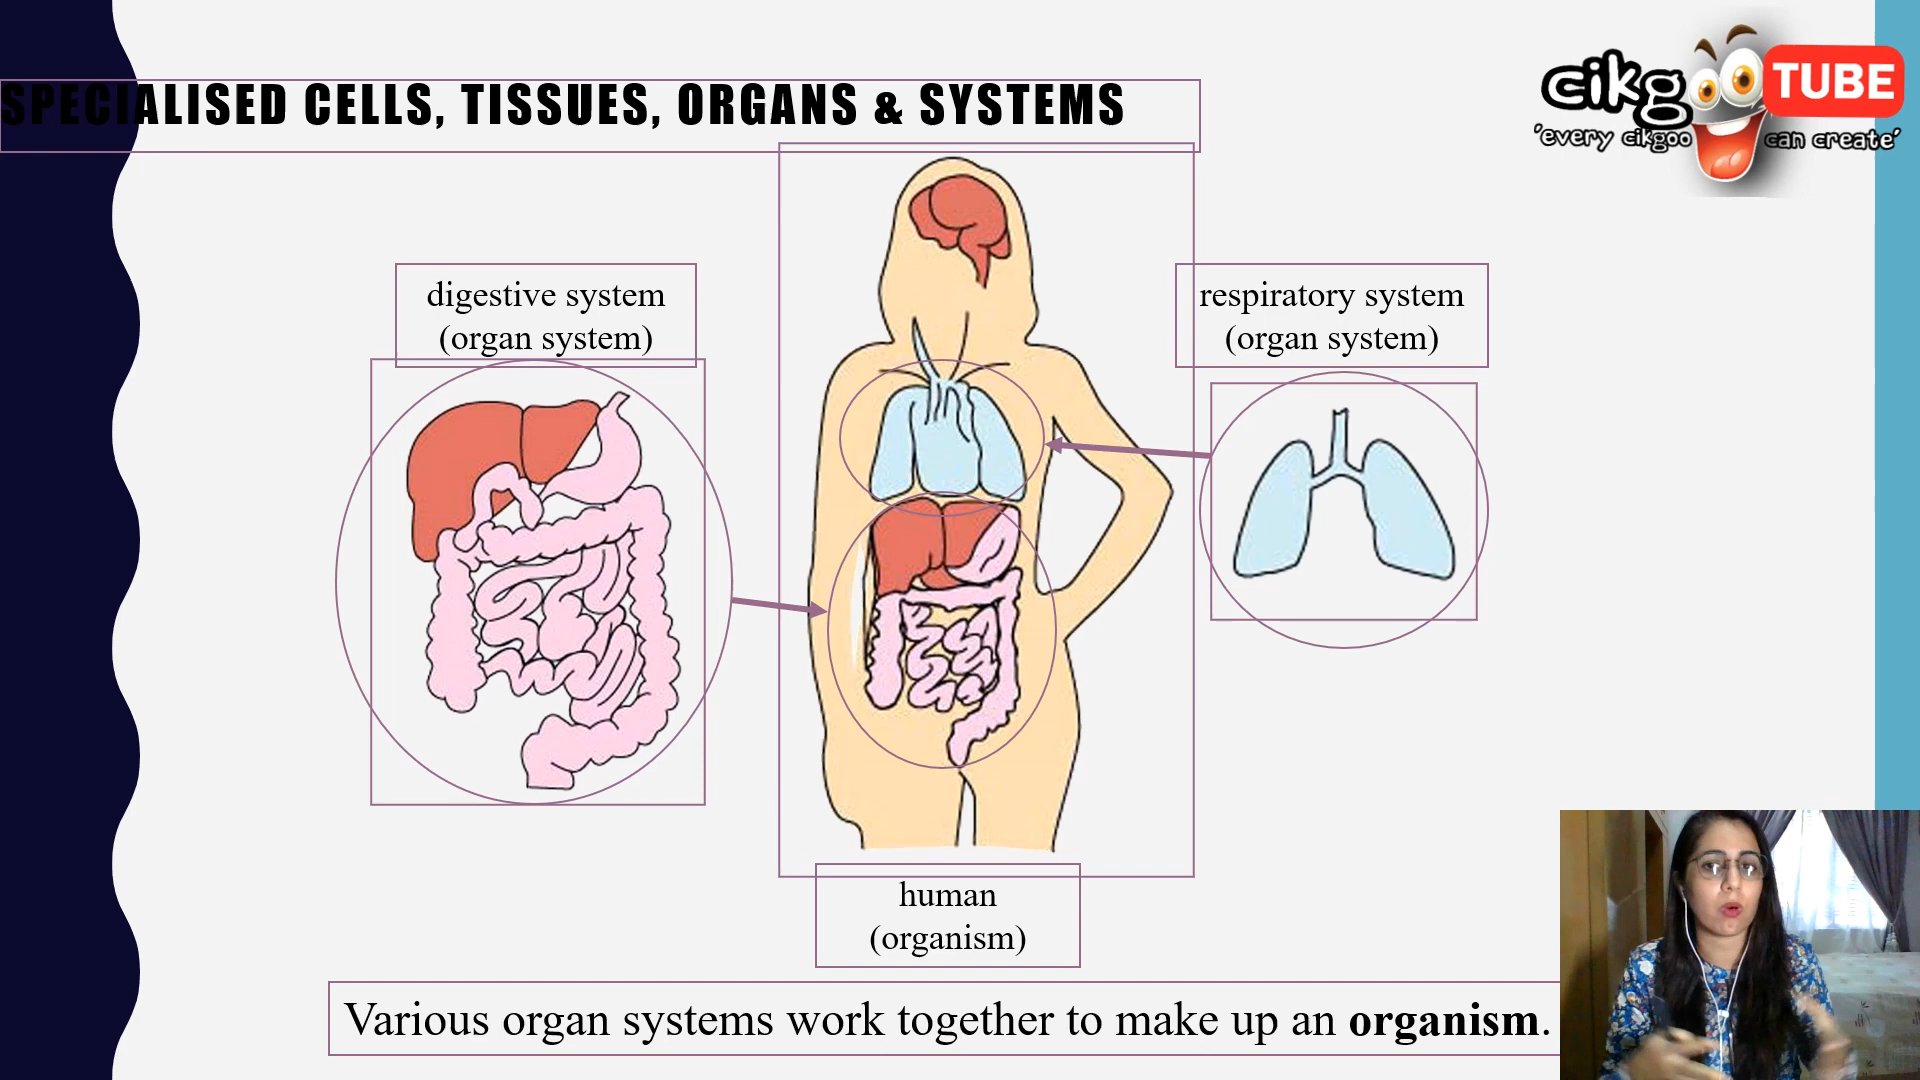 SPECIALISED CELLS, TISSUES, ORGANS & SYSTEMS
cikgoo TUBE
'every cikgoo can create'
digestive system
(organ system)
respiratory system
(organ system)
human
(organism)
Various organ systems work together to make up an organism.